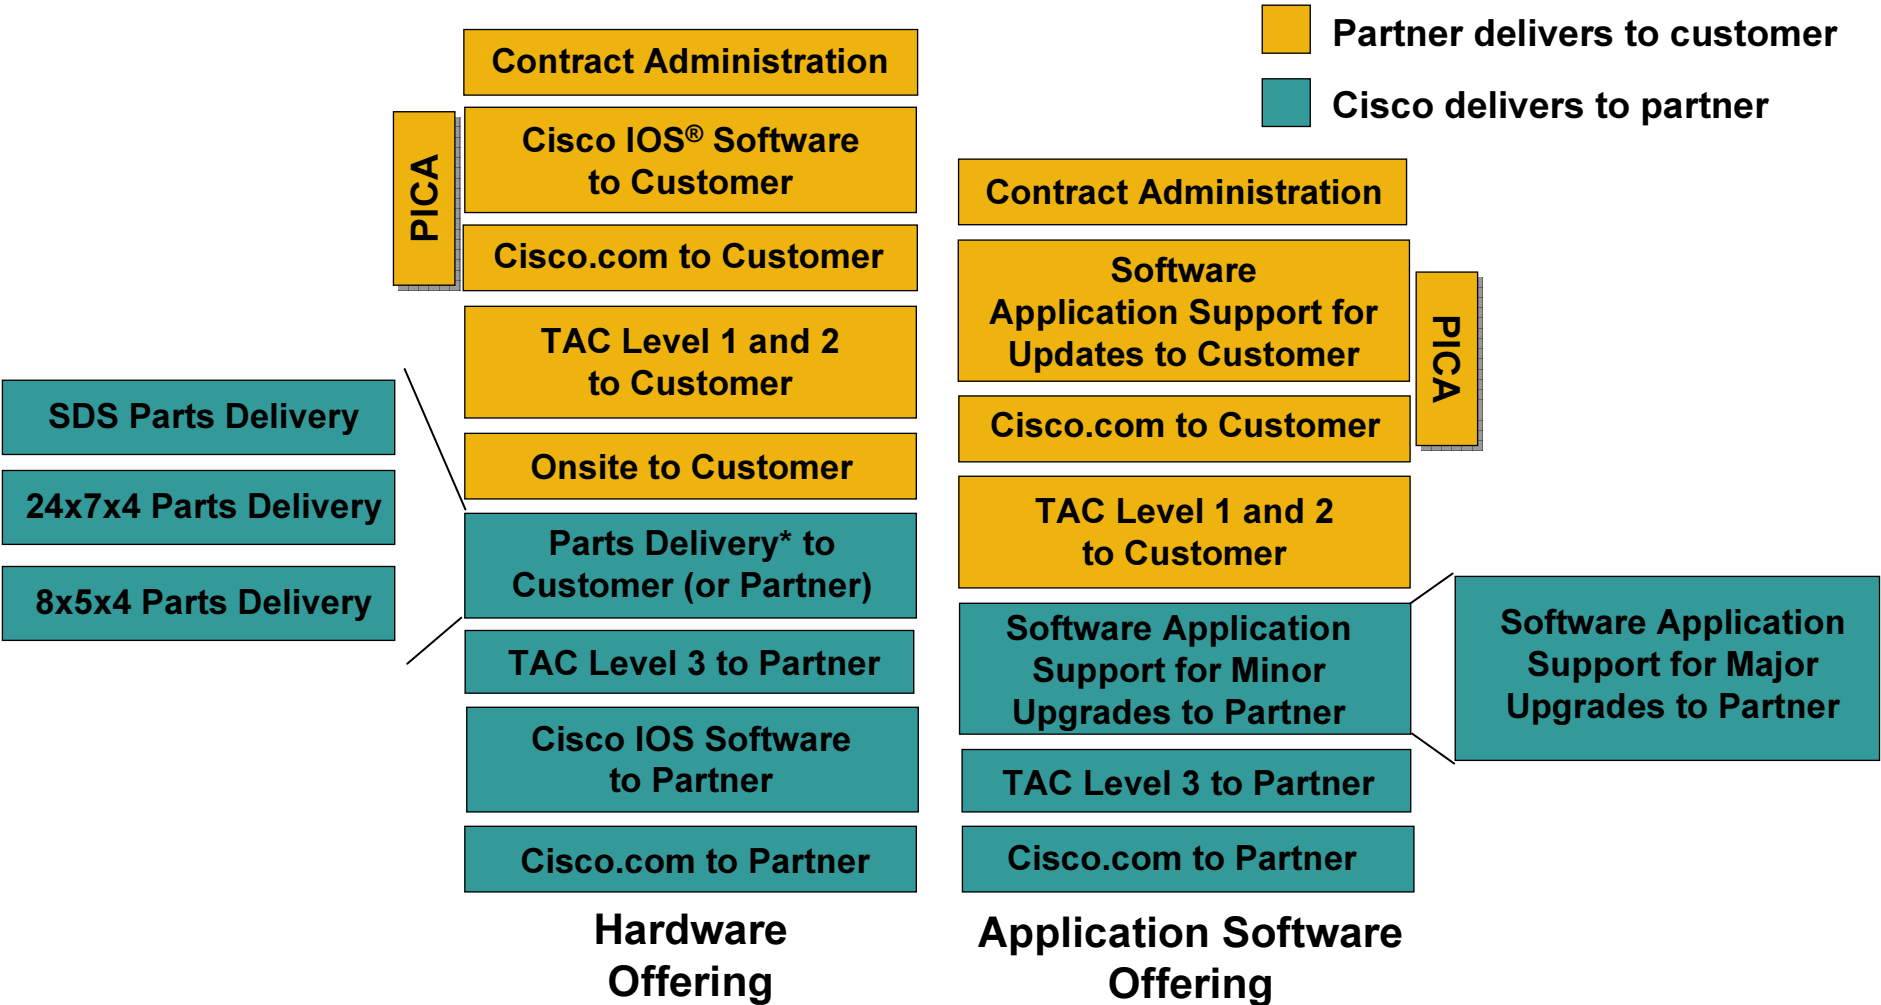 Partner delivers to customer
Cisco delivers to partner
Contract Administration
PICA
Cisco IOS® Software
to Customer
Cisco.com to Customer
TAC Level 1 and 2
to Customer
Onsite to Customer
SDS Parts Delivery
24x7x4 Parts Delivery
8x5x4 Parts Delivery
Parts Delivery* to
Customer (or Partner)
TAC Level 3 to Partner
Cisco IOS Software
to Partner
Cisco.com to Partner
Hardware
Offering
Contract Administration
Software
Application Support for
Updates to Customer
PICA
Cisco.com to Customer
TAC Level 1 and 2
to Customer
Software Application
Support for Minor
Upgrades to Partner
Software Application
Support for Major
Upgrades to Partner
TAC Level 3 to Partner
Cisco.com to Partner
Application Software
Offering